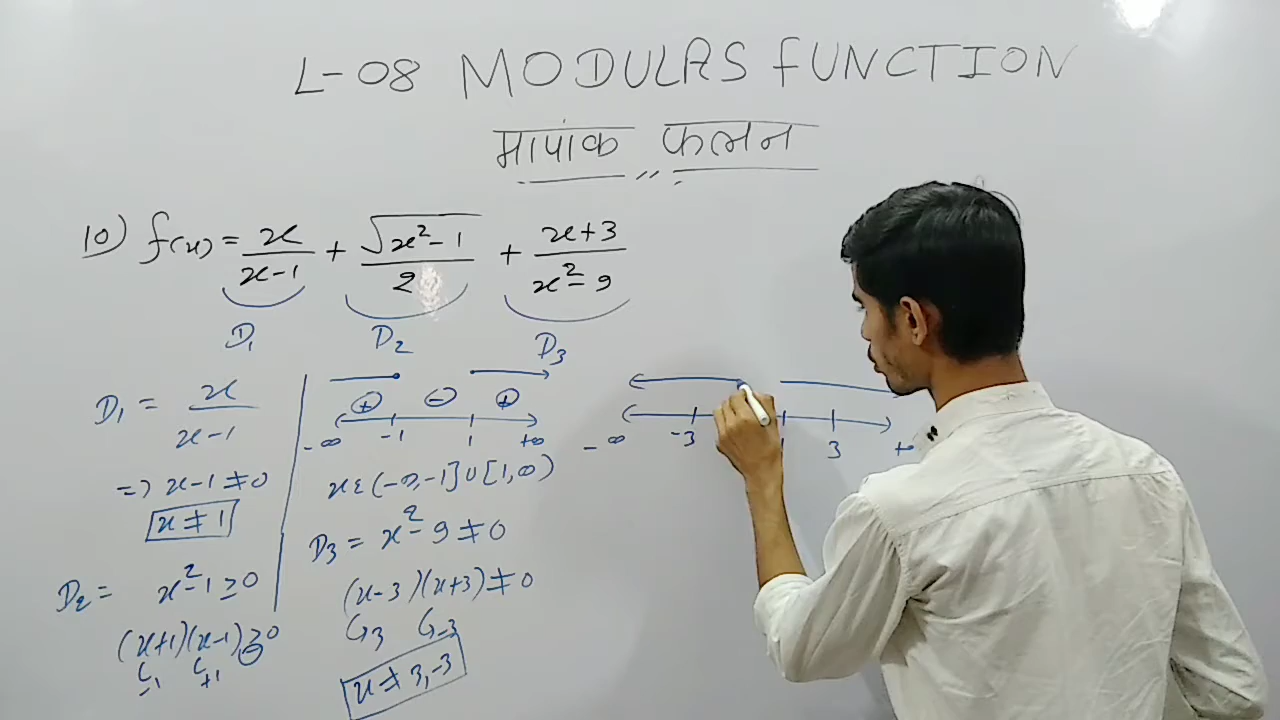 L-08 MODULAS FUNCTION
मापांक फलन
10) f(x) = x/(x-1) + √(x²-1)/2 + (x+3)/(x²-9)
D₁ D₂ D₃
D₁ = x/(x-1)
=> x-1 ≠ 0
x ≠ 1
D₂ = x²-1 ≥ 0
(x+1)(x-1) ≥ 0
-1 +1
+ - +
-∞ -1 1 +∞
x ε (-∞,-1] ∪ [1,∞)
D₃ = x²-9 ≠ 0
(x-3)(x+3) ≠ 0
3 -3
x ≠ 3,-3
-∞ -3 1 3 +∞